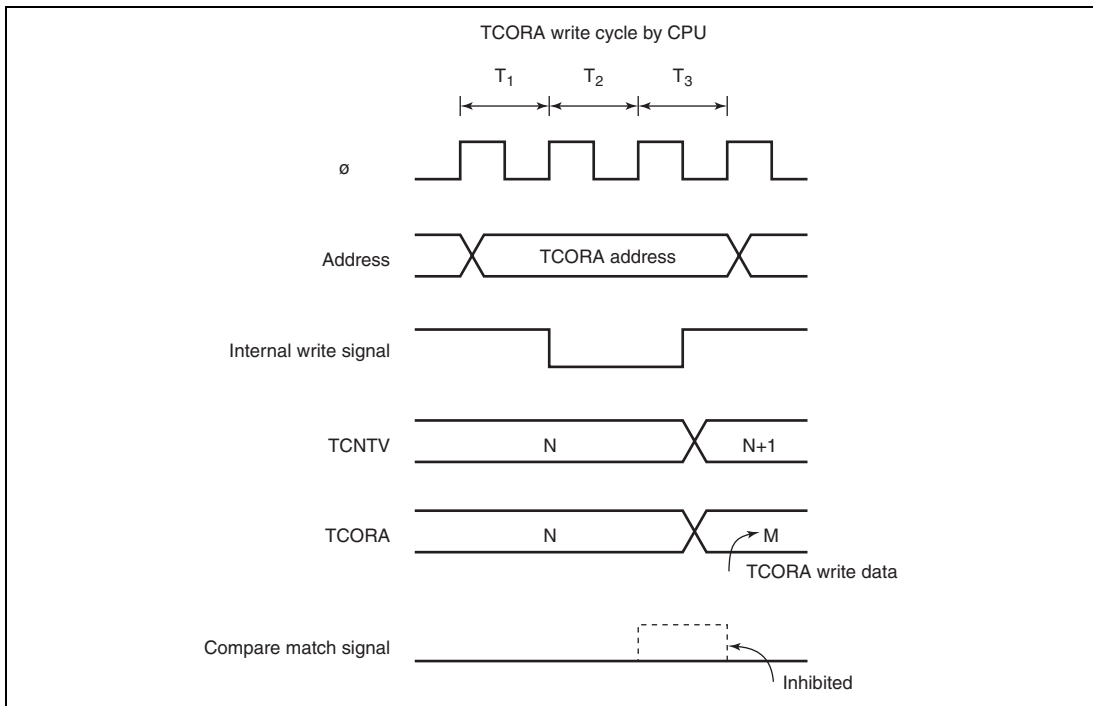 TCORA write cycle by CPU
T1 T2 T3
ø
Address TCORA address
Internal write signal
TCNTV N N+1
TCORA N M
TCORA write data
Compare match signal
Inhibited